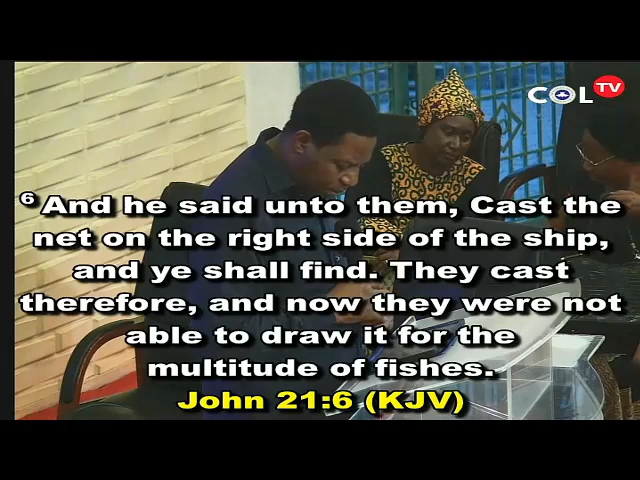 COL TV
6 And he said unto them, Cast the
net on the right side of the ship,
and ye shall find. They cast
therefore, and now they were not
able to draw it for the
multitude of fishes.
John 21:6 (KJV)